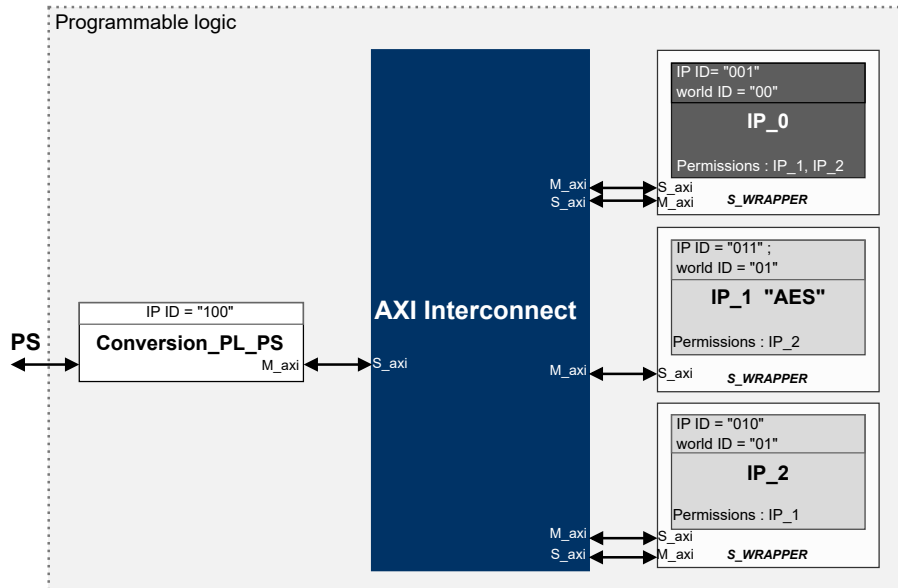 Programmable logic
IP ID= "001"
world ID = "00"
IP_0
Permissions : IP_1, IP_2
M_axi
S_axi
S_axi
M_axi
S_WRAPPER
IP ID = "011" ;
world ID = "01"
IP_1 "AES"
Permissions : IP_2
M_axi
S_axi
S_WRAPPER
AXI Interconnect
IP ID = "100"
PS
Conversion_PL_PS
M_axi
S_axi
IP ID = "010"
world ID = "01"
IP_2
Permissions : IP_1
M_axi
S_axi
S_axi
M_axi
S_WRAPPER